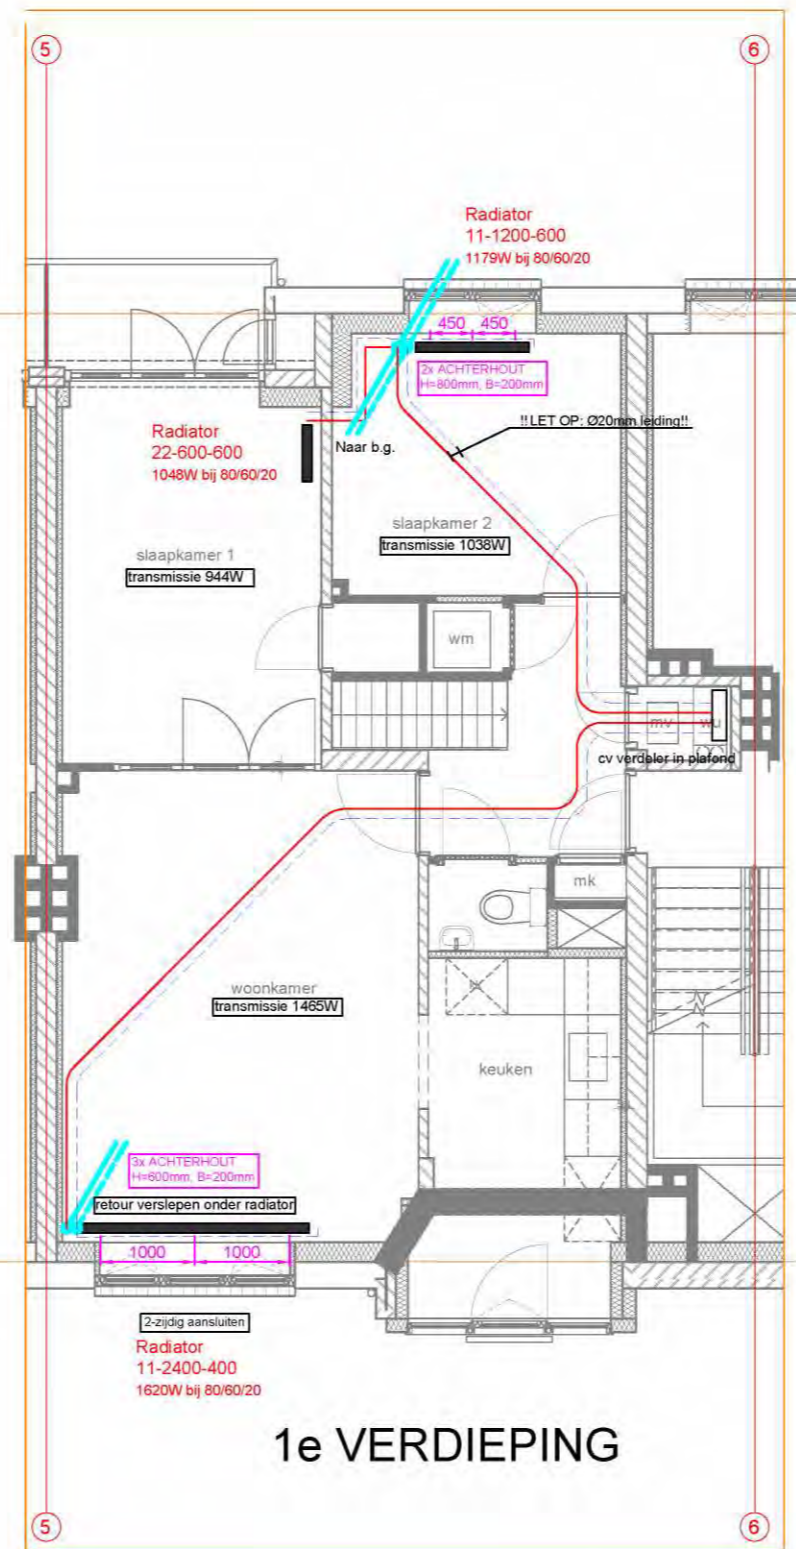 5
6
Radiator
11-1200-600
1179W bij 80/60/20
450 450
2x ACHTERHOUT
H=800mm, B=200mm
!!LET OP: Ø20mm leiding!!
Radiator
22-600-600
1048W bij 80/60/20
Naar b.g.
slaapkamer 2
transmissie 1038W
slaapkamer 1
transmissie 944W
wm
mv
wu
cv verdeler in plafond
mk
woonkamer
transmissie 1465W
keuken
3x ACHTERHOUT
H=600mm, B=200mm
retour verslepen onder radiator
1000 1000
2-zijdig aansluiten
Radiator
11-2400-400
1620W bij 80/60/20
1e VERDIEPING
5
6